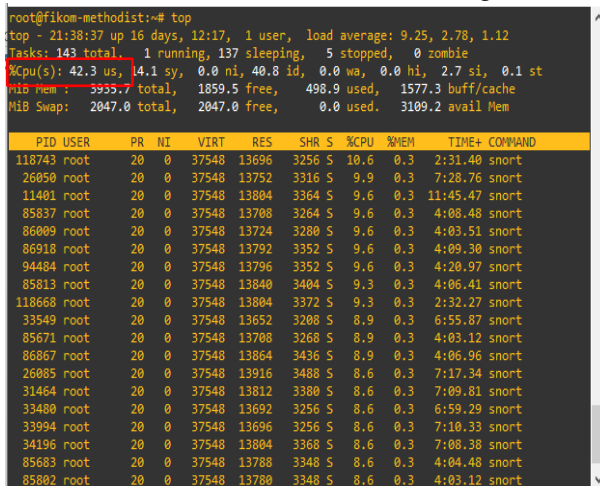 root@fikom-methodist:~# top
top - 21:38:37 up 16 days, 12:17, 1 user, load average: 9.25, 2.78, 1.12
Tasks: 143 total, 1 running, 137 sleeping, 5 stopped, 0 zombie
%Cpu(s): 42.3 us, 14.1 sy, 0.0 ni, 40.8 id, 0.0 wa, 0.0 hi, 2.7 si, 0.1 st
MiB Mem : 3935.7 total, 1859.5 free, 498.9 used, 1577.3 buff/cache
MiB Swap: 2047.0 total, 2047.0 free, 0.0 used. 3109.2 avail Mem
PID USER PR NI VIRT RES SHR S %CPU %MEM TIME+ COMMAND
118743 root 20 0 37548 13696 3256 S 10.6 0.3 2:31.40 snort
26050 root 20 0 37548 13752 3316 S 9.9 0.3 7:28.76 snort
11401 root 20 0 37548 13804 3364 S 9.6 0.3 11:45.47 snort
85837 root 20 0 37548 13708 3264 S 9.6 0.3 4:08.48 snort
86009 root 20 0 37548 13724 3280 S 9.6 0.3 4:03.51 snort
86918 root 20 0 37548 13792 3352 S 9.6 0.3 4:09.30 snort
94484 root 20 0 37548 13796 3352 S 9.6 0.3 4:20.97 snort
85813 root 20 0 37548 13840 3404 S 9.3 0.3 4:06.41 snort
118668 root 20 0 37548 13804 3372 S 9.3 0.3 2:32.27 snort
33549 root 20 0 37548 13652 3208 S 8.9 0.3 6:55.87 snort
85671 root 20 0 37548 13708 3268 S 8.9 0.3 4:03.12 snort
86867 root 20 0 37548 13864 3436 S 8.9 0.3 4:06.96 snort
26085 root 20 0 37548 13916 3488 S 8.6 0.3 7:17.34 snort
31464 root 20 0 37548 13812 3380 S 8.6 0.3 7:09.81 snort
33480 root 20 0 37548 13692 3256 S 8.6 0.3 6:59.29 snort
33994 root 20 0 37548 13696 3256 S 8.6 0.3 7:10.33 snort
34196 root 20 0 37548 13804 3368 S 8.6 0.3 7:08.38 snort
85683 root 20 0 37548 13788 3348 S 8.6 0.3 4:04.48 snort
85802 root 20 0 37548 13780 3348 S 8.6 0.3 4:03.12 snort